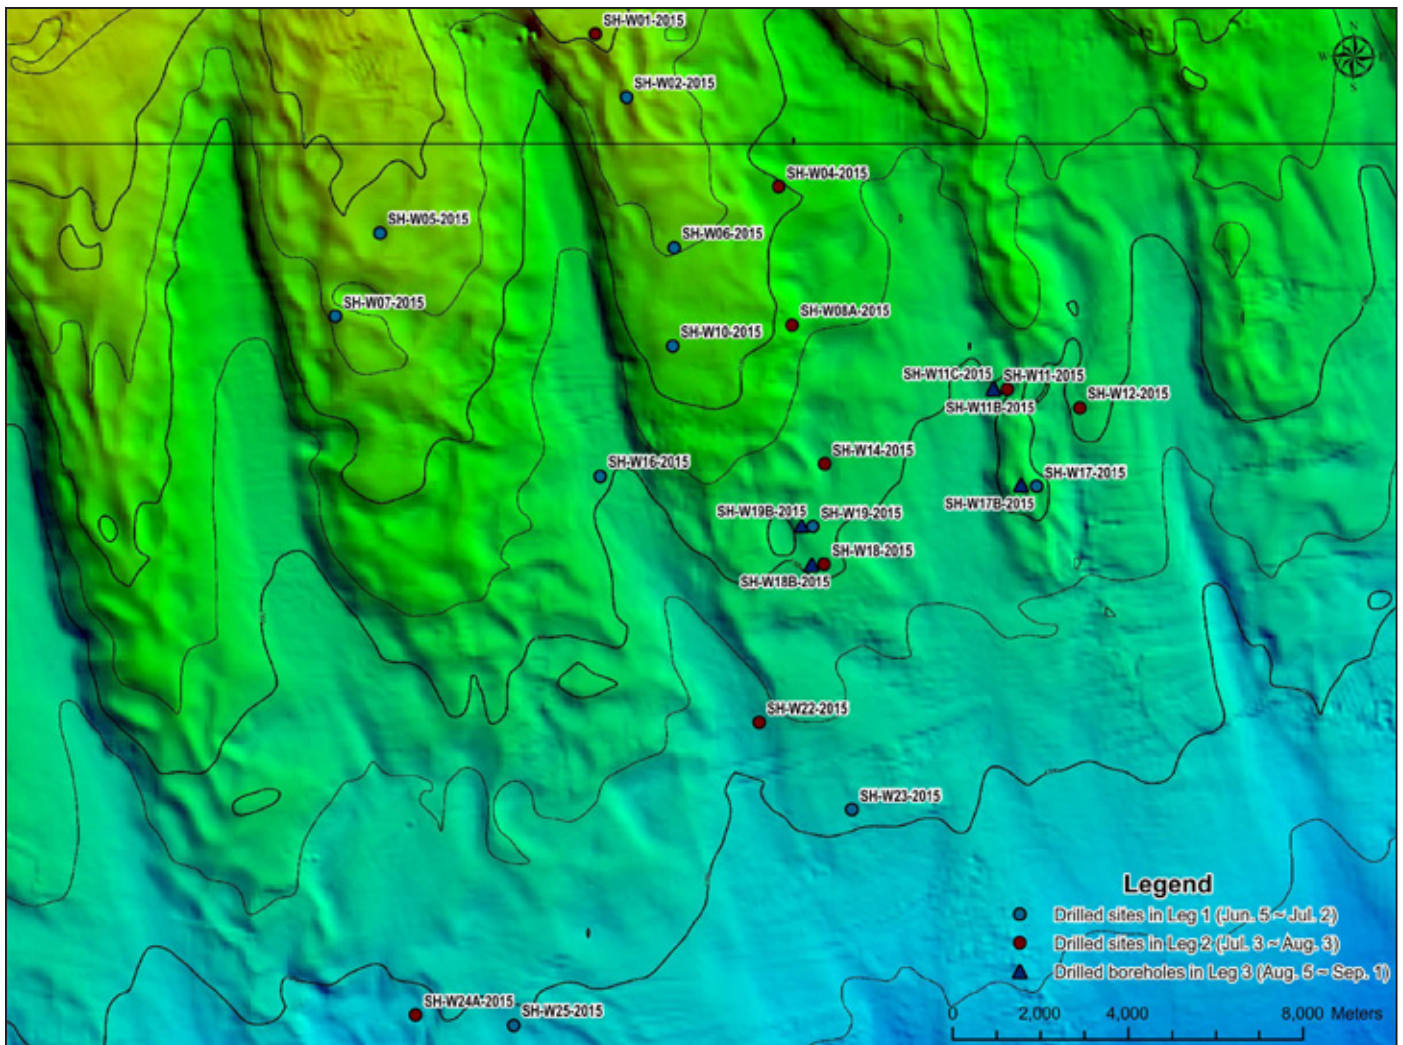 SH-W01-2015
N
N
W
E
S
SH-W02-2015
SH-W04-2015
SH-W05-2015
SH-W06-2015
SH-W07-2015
SH-W08A-2015
SH-W10-2015
SH-W11C-2015
SH-W11-2015
SH-W11B-2015
SH-W12-2015
SH-W14-2015
SH-W16-2015
SH-W17-2015
SH-W17B-2015
SH-W19B-2015
SH-W19-2015
SH-W18-2015
SH-W18B-2015
SH-W22-2015
SH-W23-2015
Legend
Drilled sites in Leg 1 (Jun. 5 ~ Jul. 2)
Drilled sites in Leg 2 (Jul. 3 ~ Aug. 3)
Drilled boreholes in Leg 3 (Aug. 5 ~ Sep. 1)
SH-W24A-2015
SH-W25-2015
0 2,000 4,000 8,000 Meters